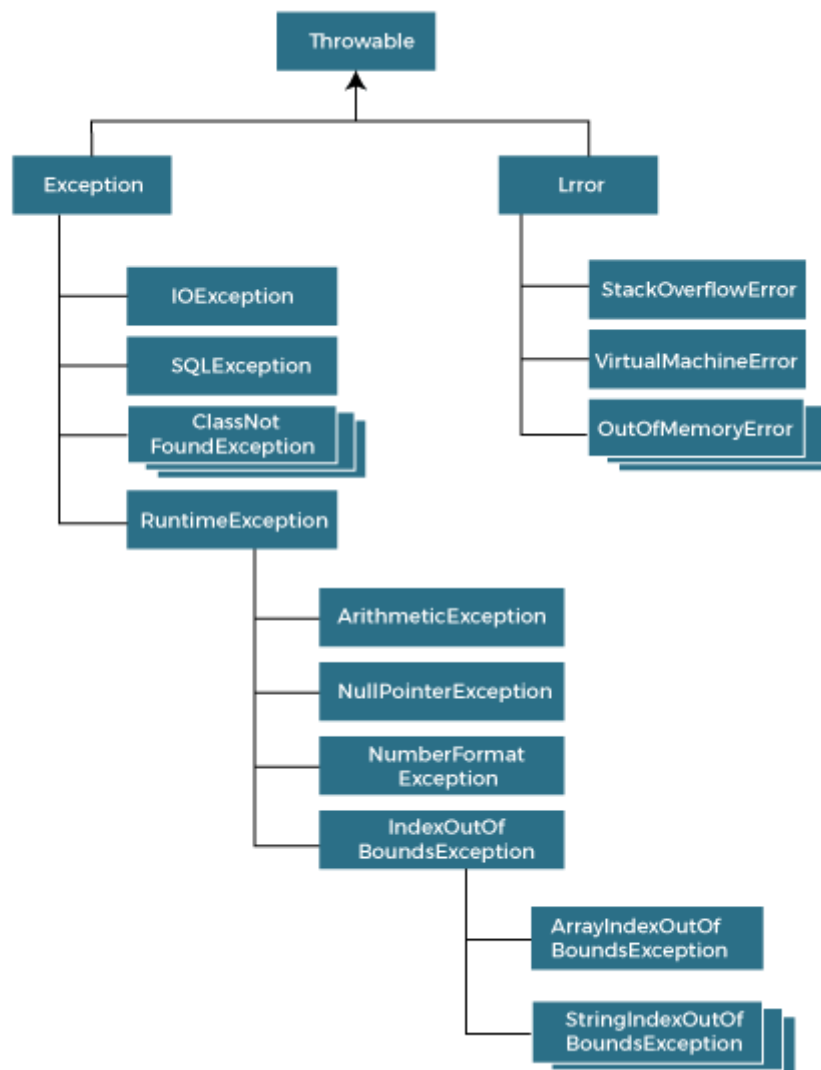 Throwable
Exception
Lrror
IOException
StackOverflowError
SQLException
VirtualMachineError
ClassNot
FoundException
OutOfMemoryError
RuntimeException
ArithmeticException
NullPointerException
NumberFormat
Exception
IndexOutOf
BoundsException
ArrayIndexOutOf
BoundsException
StringIndexOutOf
BoundsException